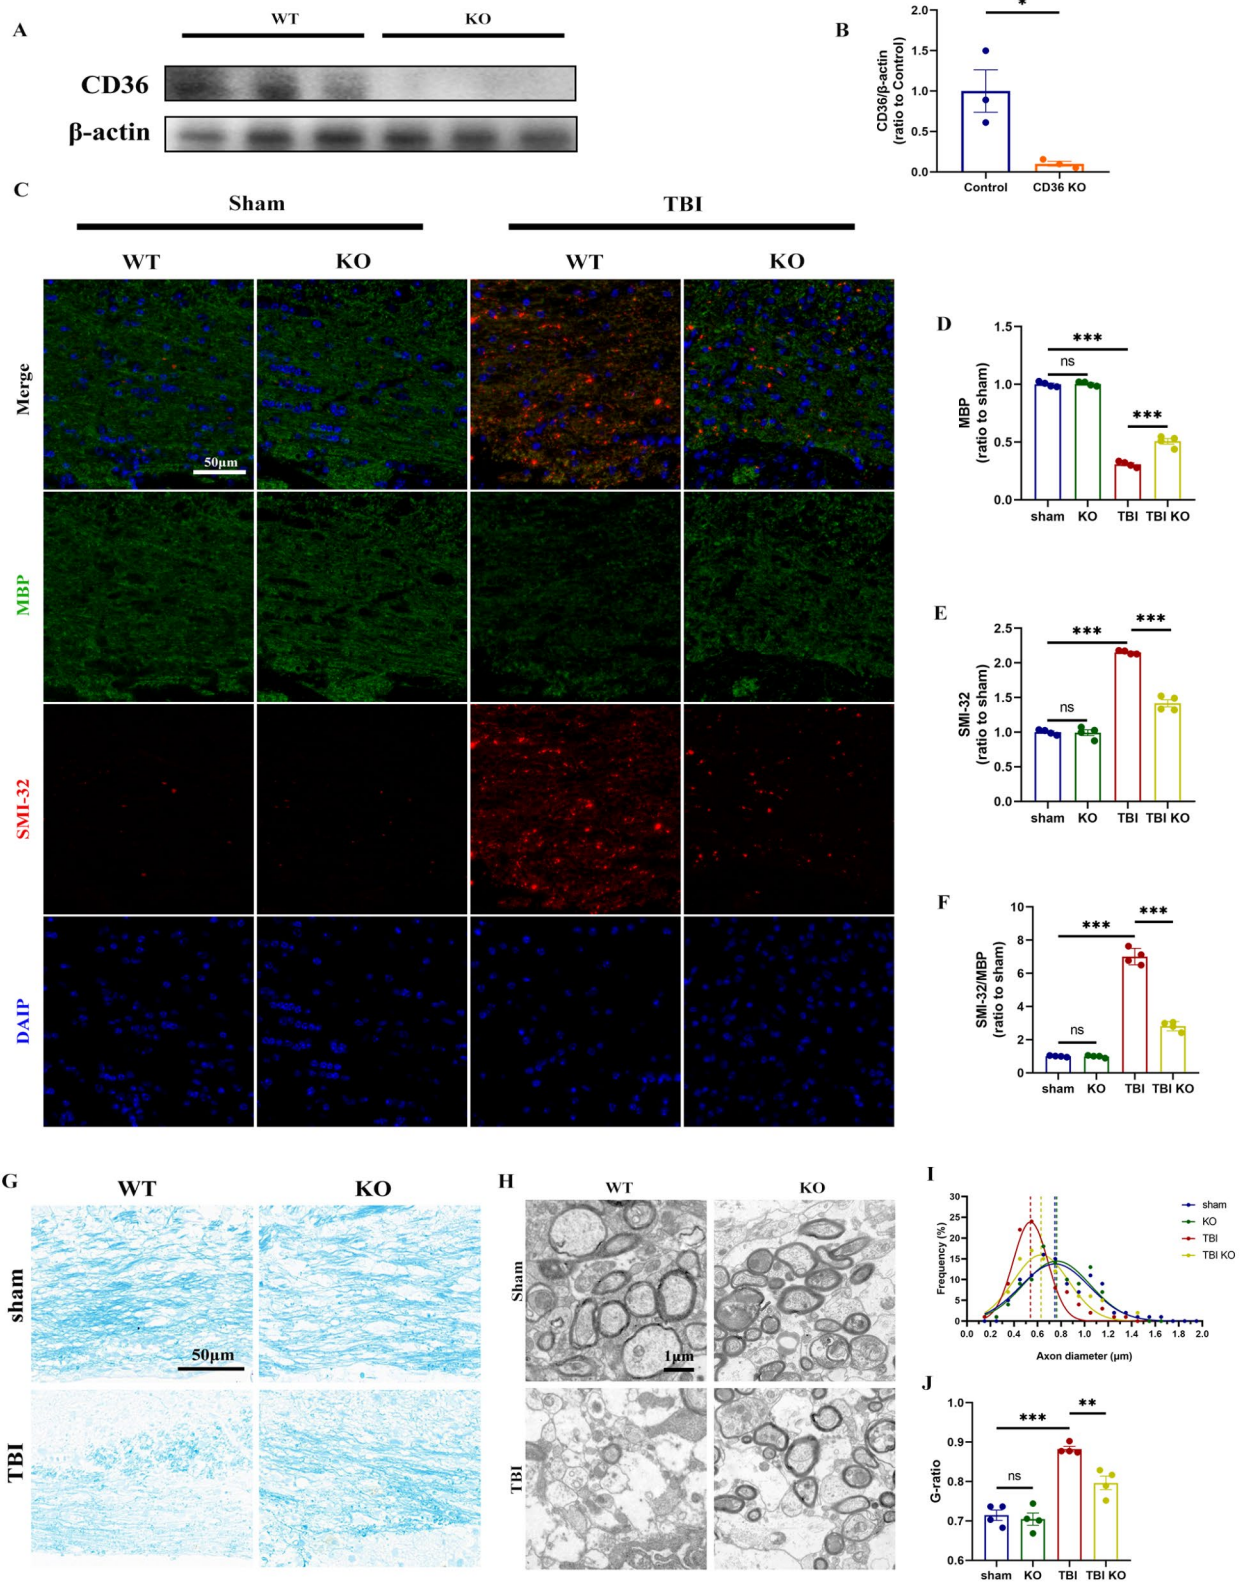 A
WT KO
CD36
β-actin
B
*
CD36/β-actin
(ratio to Control)
2.0
1.5
1.0
0.5
0.0
Control CD36 KO
C
Sham TBI
WT KO WT KO
Merge
50μm
MBP
SMI-32
DAIP
D
MBP
(ratio to sham)
1.5
1.0
0.5
0.0
***
ns
***
sham KO TBI TBI KO
E
SMI-32
(ratio to sham)
2.5
2.0
1.5
1.0
0.5
0.0
***
***
ns
sham KO TBI TBI KO
F
SMI-32/MBP
(ratio to sham)
10
8
6
4
2
0
***
***
ns
sham KO TBI TBI KO
G
WT KO
sham
50μm
TBI
H
WT KO
Sham
1μm
TBI
I
Frequency (%)
30
25
20
15
10
5
0
0.0 0.2 0.4 0.6 0.8 1.0 1.2 1.4 1.6 1.8 2.0
Axon diameter (μm)
sham
KO
TBI
TBI KO
J
G-ratio
1.0
0.9
0.8
0.7
0.6
***
**
ns
sham KO TBI TBI KO